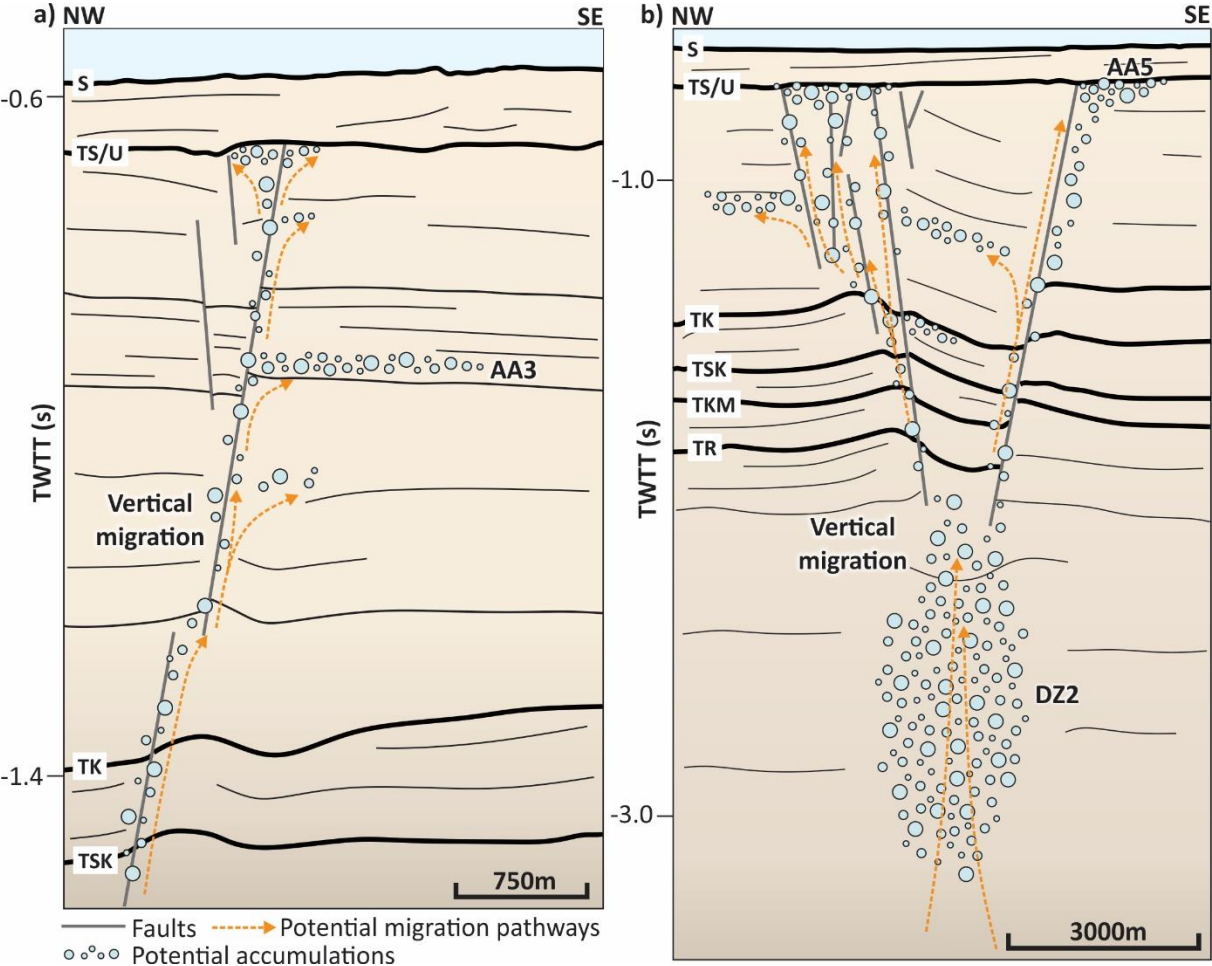 a) NW SE
S
-0.6
TS/U
AA3
TWTT (s)
Vertical
migration
TK
-1.4
TSK
750m
Faults
Potential migration pathways
Potential accumulations
b) NW SE
S
AA5
TS/U
-1.0
TK
TSK
TKM
TR
TWTT (s)
Vertical
migration
DZ2
-3.0
3000m